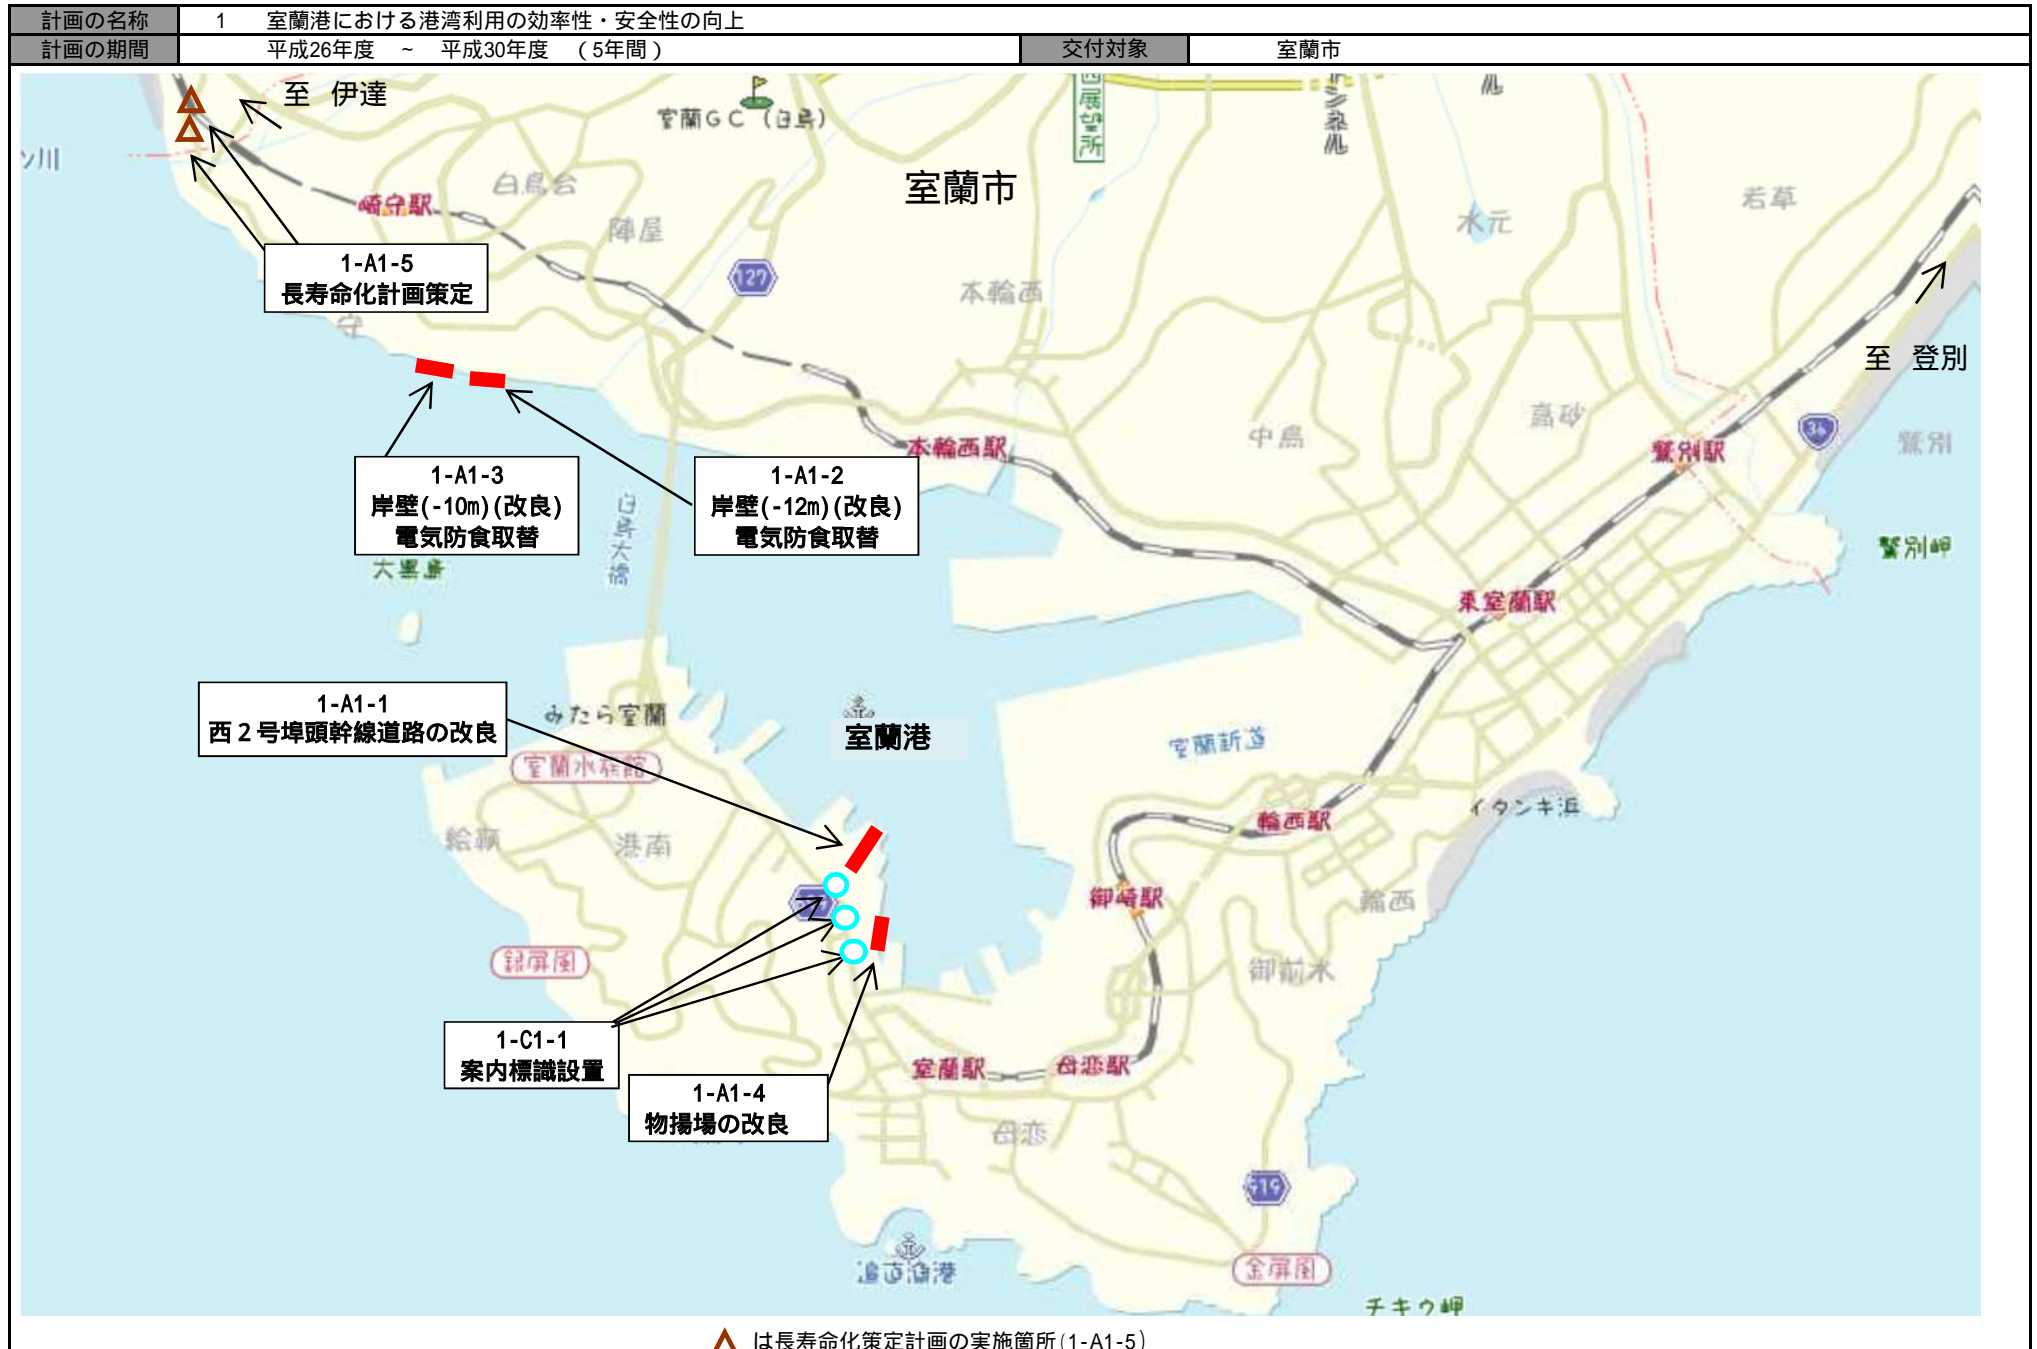 計画の名称 1 室蘭港における港湾利用の効率性・安全性の向上
計画の期間 平成26年度 ~ 平成30年度 (5年間) 交付対象 室蘭市
至 伊達
室蘭GC(白鳥)
室蘭市
白鳥台
崎守駅
陣屋
若草
水元
127
本輪西
1-A1-5
長寿命化計画策定
守
至 登別
高砂
中島
36
鷲別
鷲別駅
本輪西駅
1-A1-3
岸壁(-10m)(改良)
電気防食取替
1-A1-2
岸壁(-12m)(改良)
電気防食取替
白鳥大橋
大黒島
鷲別岬
東室蘭駅
1-A1-1
西2号埠頭幹線道路の改良
みたら室蘭
室蘭港
室蘭新道
室蘭水族館
イタンキ浜
輪西駅
絵鞆
港南
御崎駅
輪西
銀屏風
御前水
1-C1-1
案内標識設置
室蘭駅
母恋駅
1-A1-4
物揚場の改良
母恋
919
追直漁港
金屏風
チキウ岬
は長寿命化策定計画の実施箇所(1-A1-5)